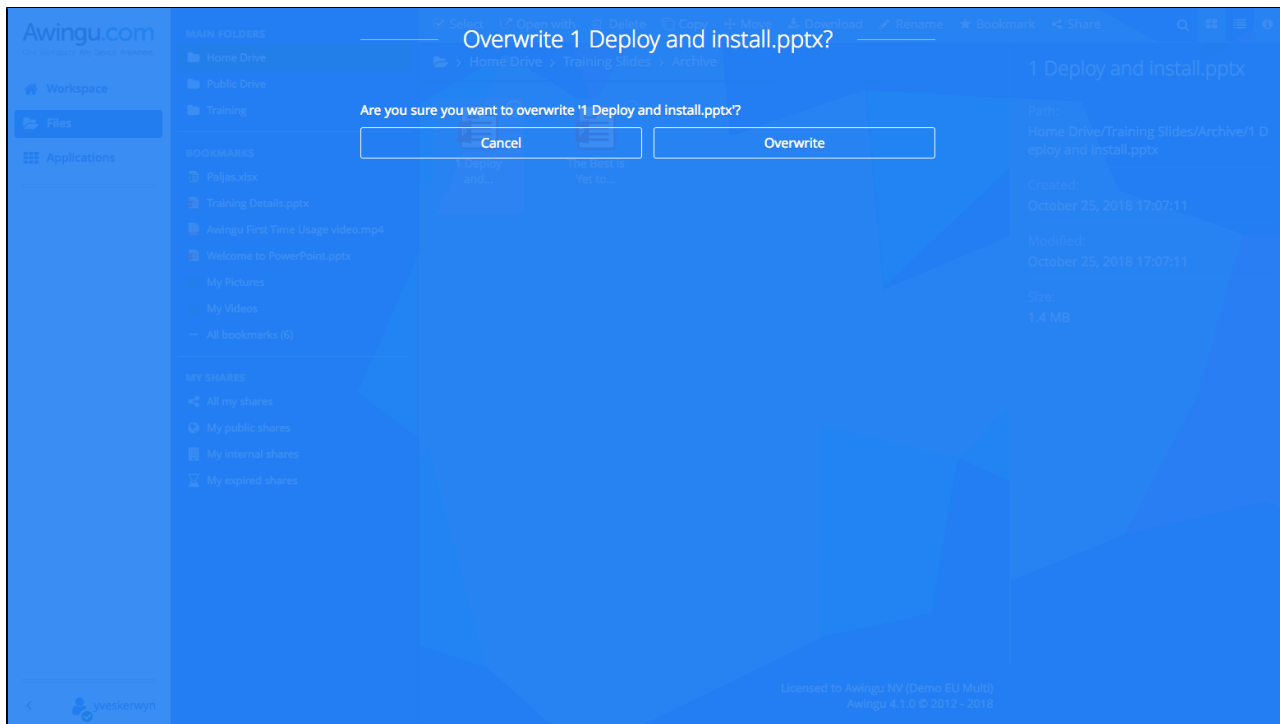 Awingu.com
Workspace
Files
Applications
MAIN FOLDERS
Home Drive
Public Drive
Training
BOOKMARKS
Paljas.xlsx
Training Details.pptx
Awingu First Time Usage video.mp4
Welcome to PowerPoint.pptx
My Pictures
My Videos
All bookmarks (6)
MY SHARES
All my shares
My public shares
My internal shares
My expired shares
Select Open with Delete Copy Move Download Rename Bookmark Share
Overwrite 1 Deploy and install.pptx?
> Home Drive > Training Slides > Archive
Are you sure you want to overwrite '1 Deploy and install.pptx'?
Cancel Overwrite
1 Deploy and...
The Best is Yet to...
1 Deploy and install.pptx
Path:
Home Drive/Training Slides/Archive/1 D
eploy and install.pptx
Created:
October 25, 2018 17:07:11
Modified:
October 25, 2018 17:07:11
Size:
1.4 MB
Licensed to Awingu NV (Demo EU Multi)
Awingu 4.1.0 © 2012 - 2018
yveskerwyn